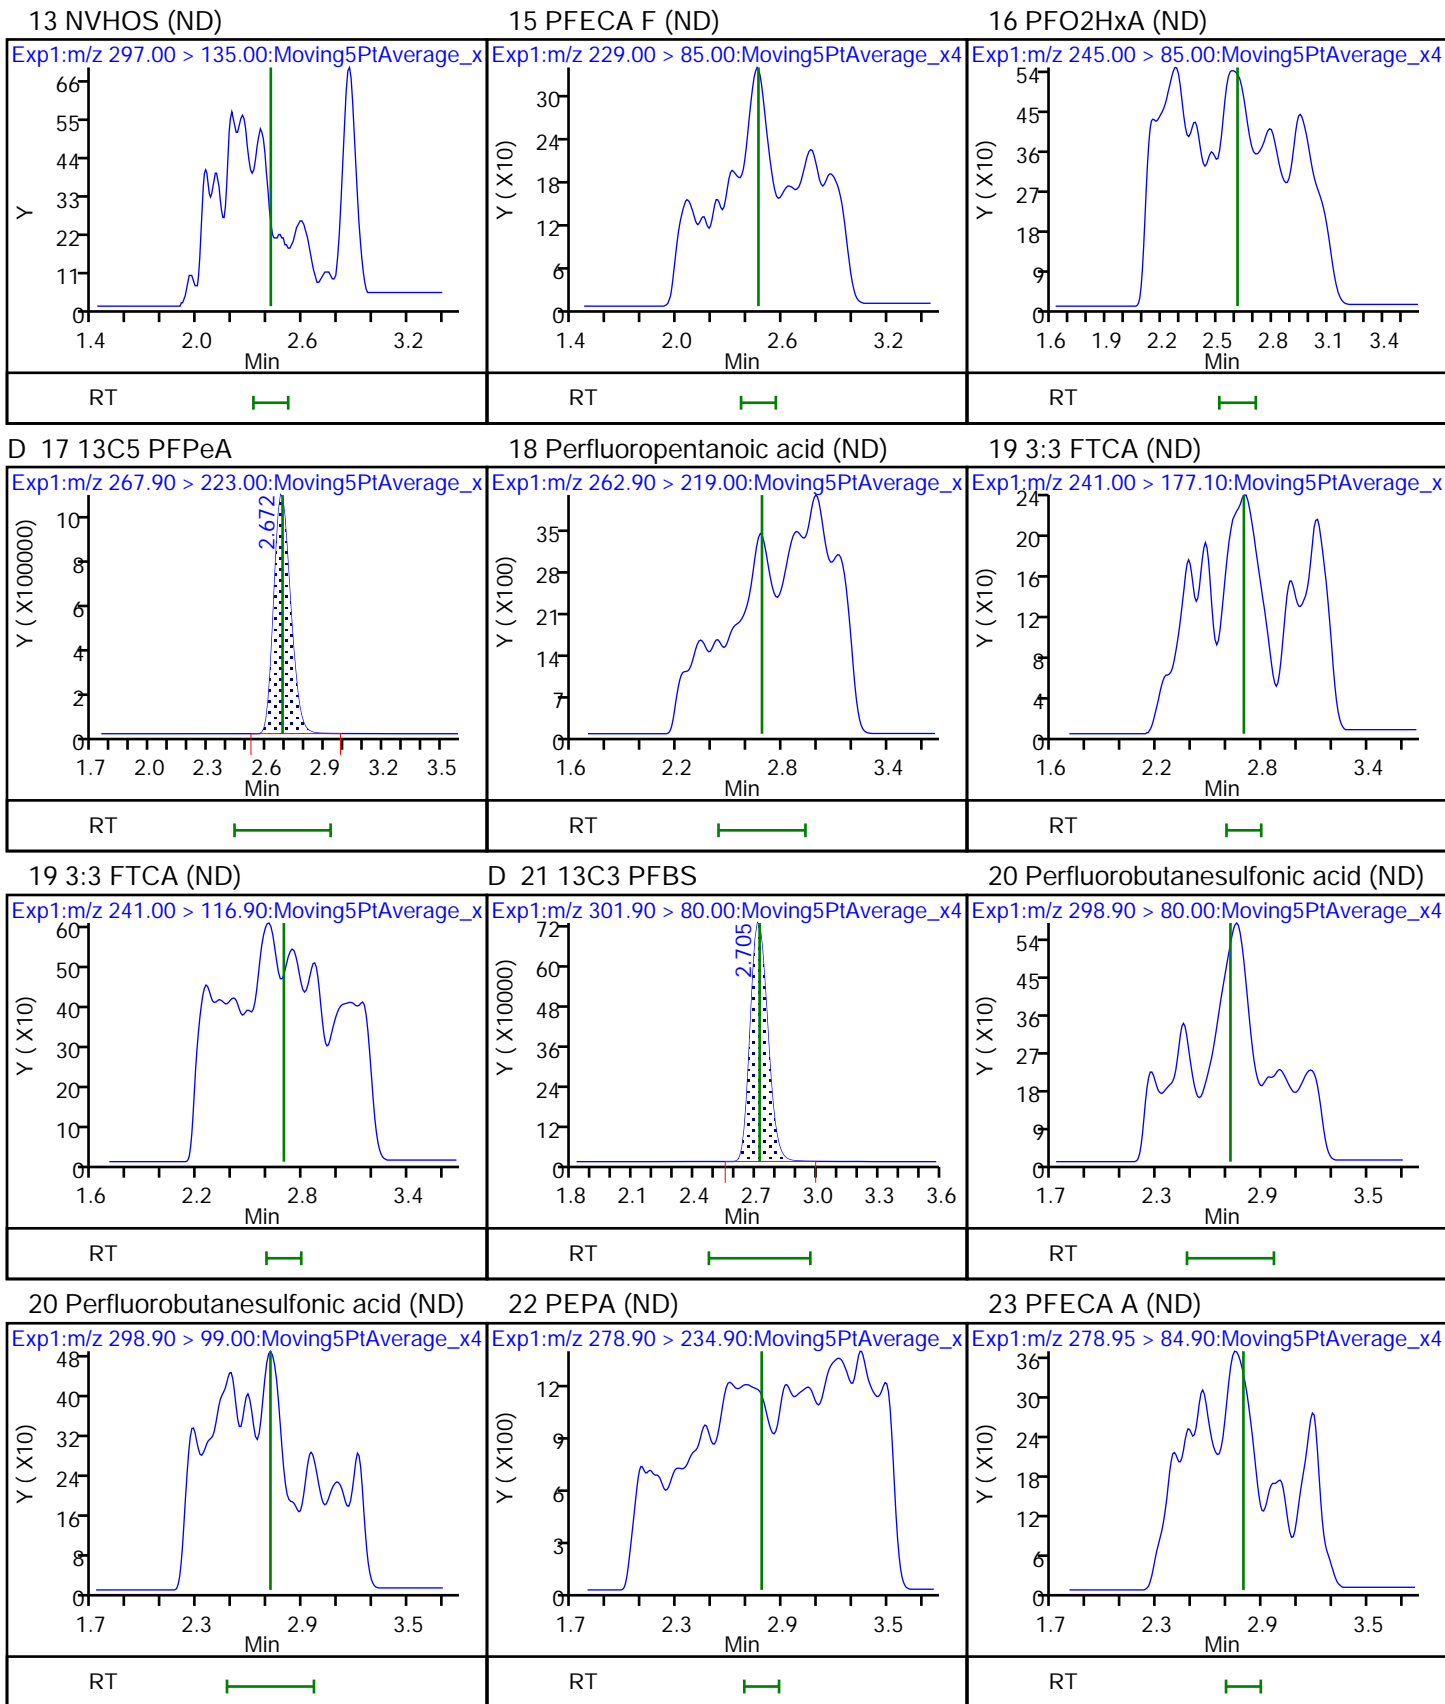 13 NVHOS (ND)
15 PFECA F (ND)
16 PFO2HxA (ND)
Exp1:m/z 297.00 > 135.00:Moving5PtAverage_x
Exp1:m/z 229.00 > 85.00:Moving5PtAverage_x4
Exp1:m/z 245.00 > 85.00:Moving5PtAverage_x4
Y
66
55
44
33
22
11
0
1.4 2.0 2.6 3.2
Min
RT
Y ( X10)
30
24
18
12
6
0
1.4 2.0 2.6 3.2
Min
RT
Y ( X10)
54
45
36
27
18
9
0
1.6 1.9 2.2 2.5 2.8 3.1 3.4
Min
RT
D 17 13C5 PFPeA
18 Perfluoropentanoic acid (ND)
19 3:3 FTCA (ND)
Exp1:m/z 267.90 > 223.00:Moving5PtAverage_x
Exp1:m/z 262.90 > 219.00:Moving5PtAverage_x
Exp1:m/z 241.00 > 177.10:Moving5PtAverage_x
Y ( X100000)
10
8
6
4
2
0
2.672
1.7 2.0 2.3 2.6 2.9 3.2 3.5
Min
RT
Y ( X100)
35
28
21
14
7
0
1.6 2.2 2.8 3.4
Min
RT
Y ( X10)
24
20
16
12
8
4
0
1.6 2.2 2.8 3.4
Min
RT
19 3:3 FTCA (ND)
D 21 13C3 PFBS
20 Perfluorobutanesulfonic acid (ND)
Exp1:m/z 241.00 > 116.90:Moving5PtAverage_x
Exp1:m/z 301.90 > 80.00:Moving5PtAverage_x4
Exp1:m/z 298.90 > 80.00:Moving5PtAverage_x4
Y ( X10)
60
50
40
30
20
10
0
1.6 2.2 2.8 3.4
Min
RT
Y ( X10000)
72
60
48
36
24
12
0
2.705
1.8 2.1 2.4 2.7 3.0 3.3 3.6
Min
RT
Y ( X10)
54
45
36
27
18
9
0
1.7 2.3 2.9 3.5
Min
RT
20 Perfluorobutanesulfonic acid (ND)
22 PEPA (ND)
23 PFECA A (ND)
Exp1:m/z 298.90 > 99.00:Moving5PtAverage_x4
Exp1:m/z 278.90 > 234.90:Moving5PtAverage_x
Exp1:m/z 278.95 > 84.90:Moving5PtAverage_x4
Y ( X10)
48
40
32
24
16
8
0
1.7 2.3 2.9 3.5
Min
RT
Y ( X100)
12
9
6
3
0
1.7 2.3 2.9 3.5
Min
RT
Y ( X10)
36
30
24
18
12
6
0
1.7 2.3 2.9 3.5
Min
RT